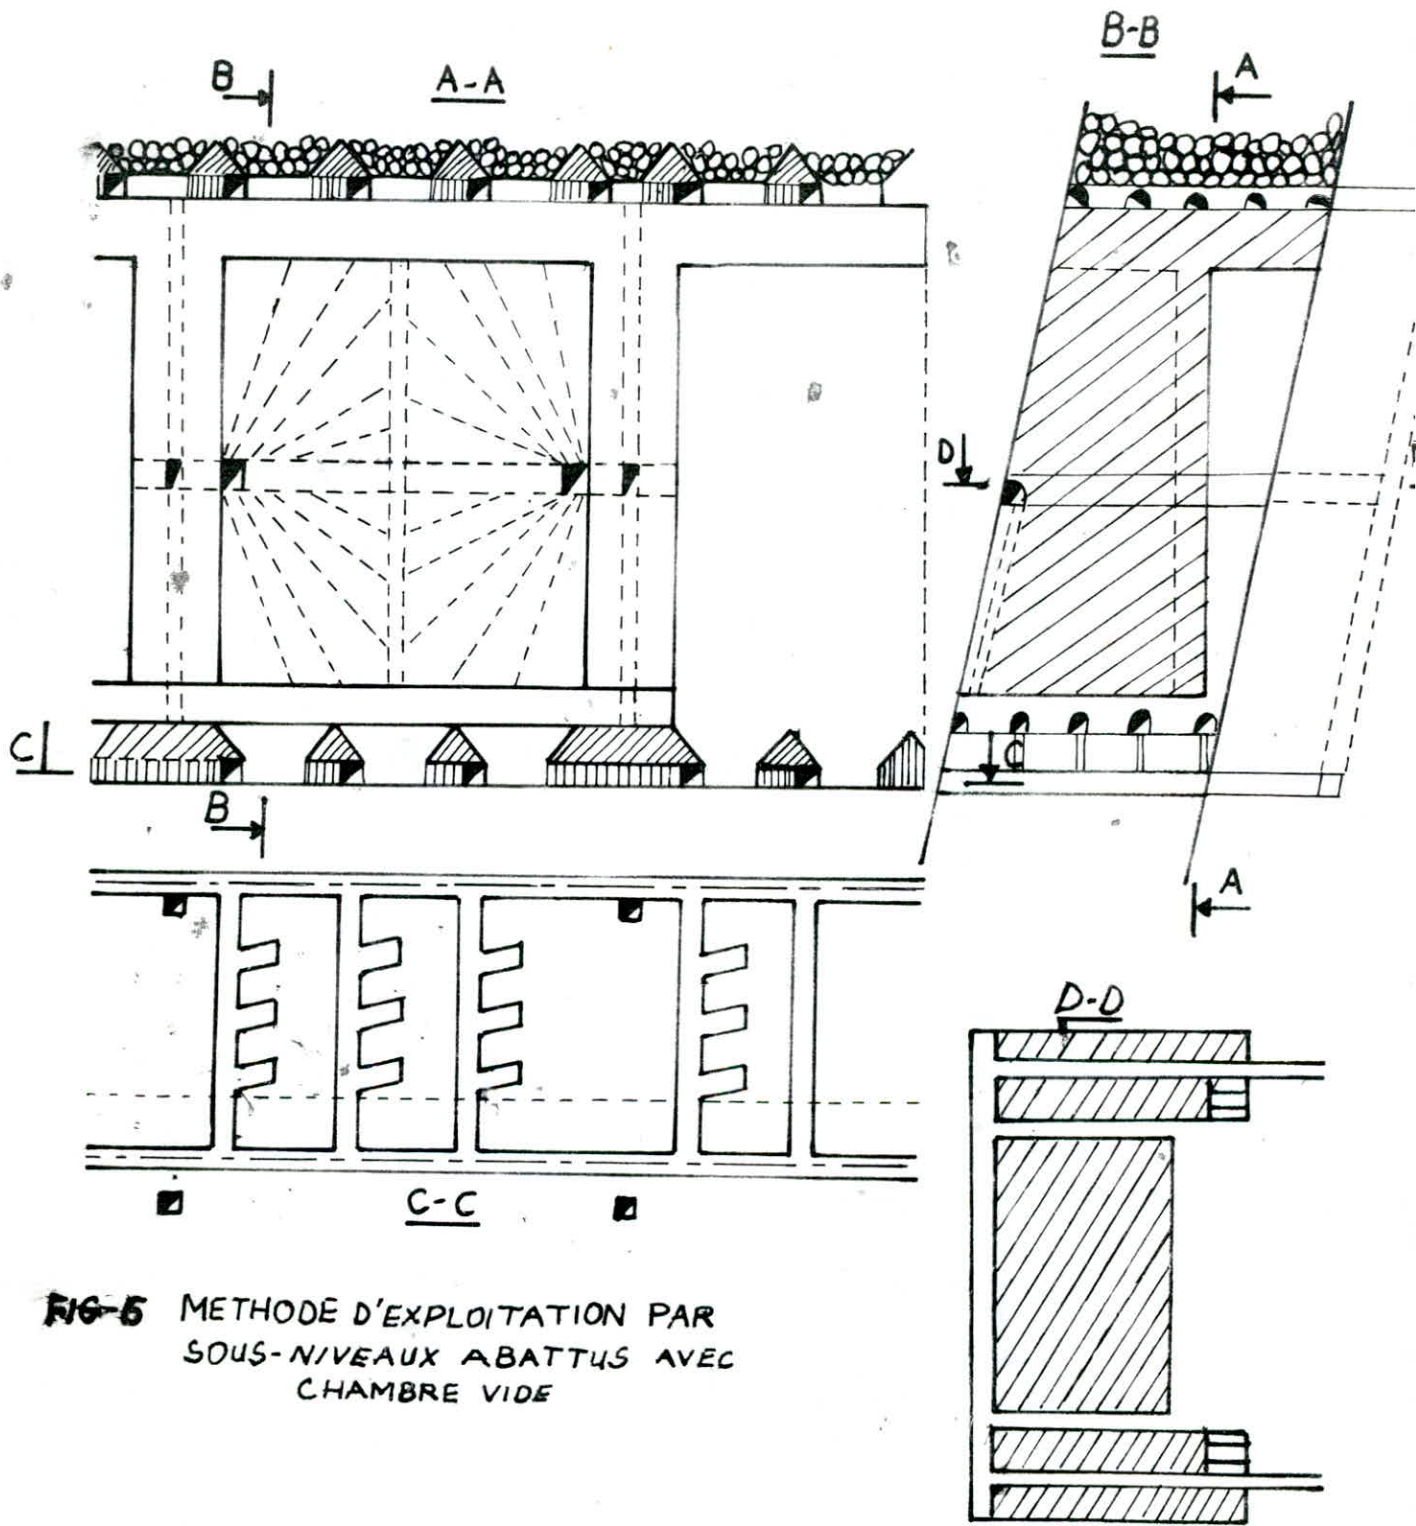 B-B
B
A-A
A
D
C
C
B
A
D-D
C-C
FIG-5 METHODE D'EXPLOITATION PAR
SOUS-NIVEAUX ABATTUS AVEC
CHAMBRE VIDE